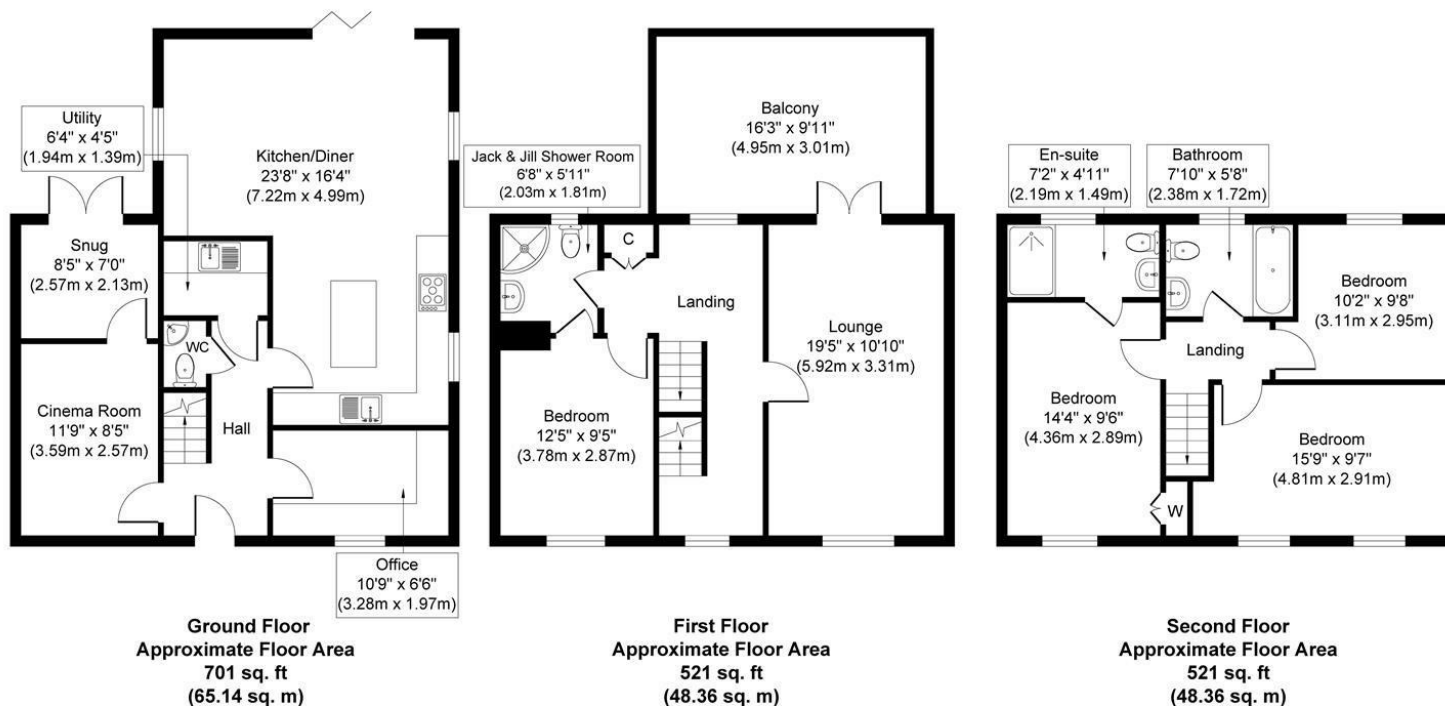 Utility
6'4" x 4'5"
(1.94m x 1.39m)
Kitchen/Diner
23'8" x 16'4"
(7.22m x 4.99m)
Snug
8'5" x 7'0"
(2.57m x 2.13m)
WC
Cinema Room
11'9" x 8'5"
(3.59m x 2.57m)
Hall
Office
10'9" x 6'6"
(3.28m x 1.97m)
Ground Floor
Approximate Floor Area
701 sq. ft
(65.14 sq. m)
Balcony
16'3" x 9'11"
(4.95m x 3.01m)
Jack & Jill Shower Room
6'8" x 5'11"
(2.03m x 1.81m)
C
Landing
Lounge
19'5" x 10'10"
(5.92m x 3.31m)
Bedroom
12'5" x 9'5"
(3.78m x 2.87m)
First Floor
Approximate Floor Area
521 sq. ft
(48.36 sq. m)
En-suite
7'2" x 4'11"
(2.19m x 1.49m)
Bathroom
7'10" x 5'8"
(2.38m x 1.72m)
Bedroom
10'2" x 9'8"
(3.11m x 2.95m)
Landing
Bedroom
14'4" x 9'6"
(4.36m x 2.89m)
Bedroom
15'9" x 9'7"
(4.81m x 2.91m)
W
Second Floor
Approximate Floor Area
521 sq. ft
(48.36 sq. m)